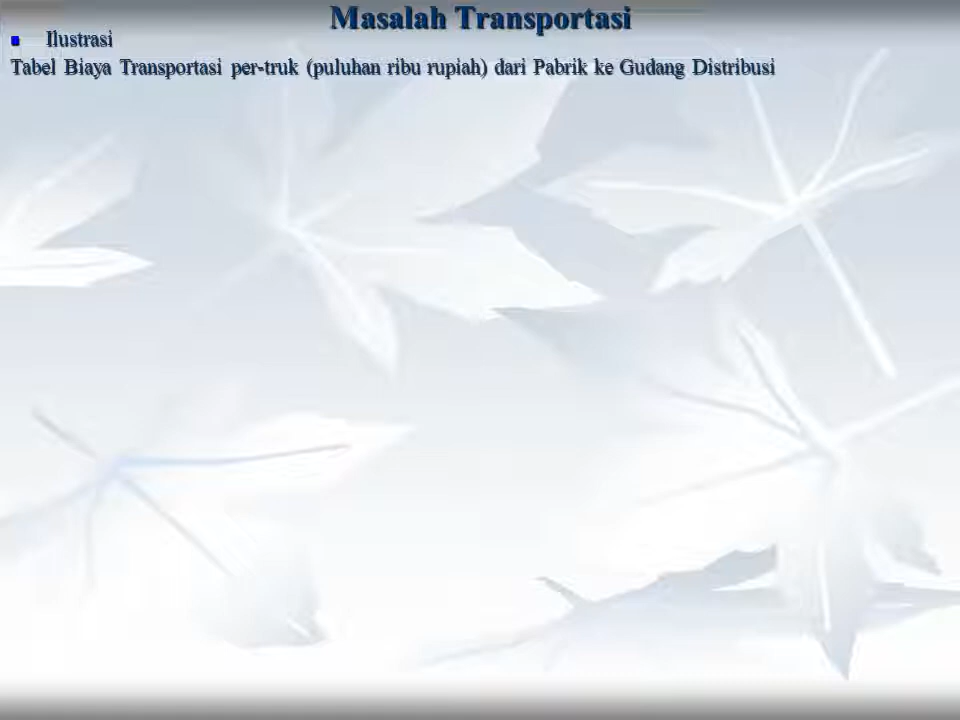 Masalah Transportasi
Ilustrasi
Tabel Biaya Transportasi per-truk (puluhan ribu rupiah) dari Pabrik ke Gudang Distribusi